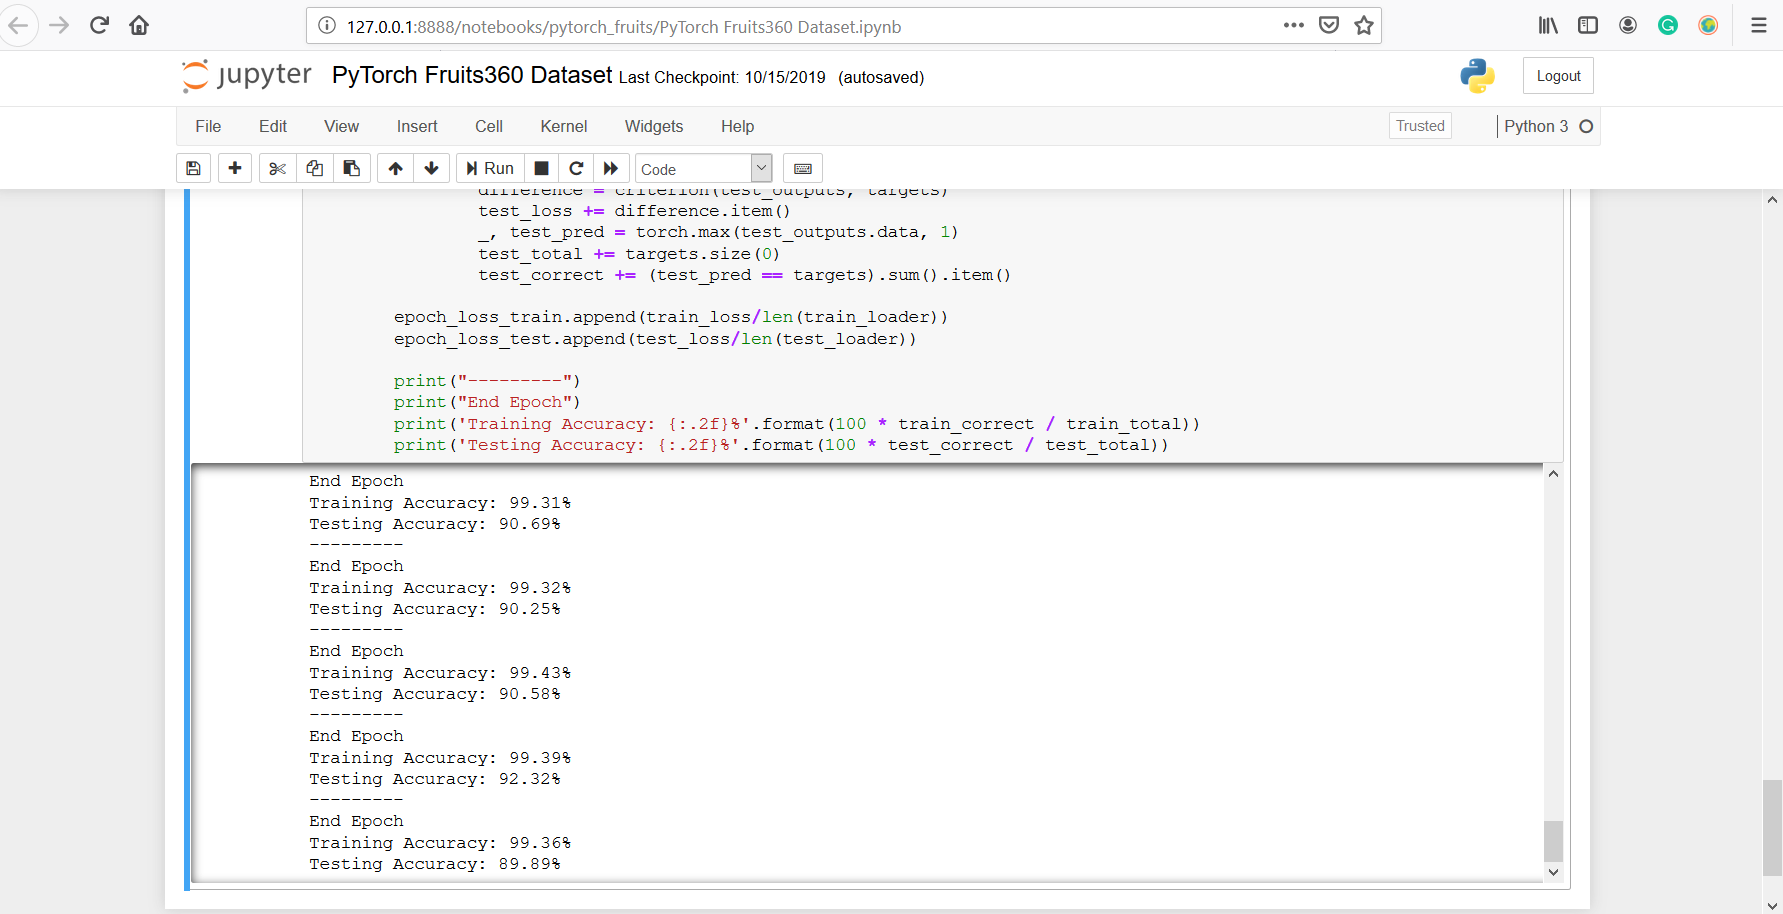 127.0.0.1:8888/notebooks/pytorch_fruits/PyTorch Fruits360 Dataset.ipynb
jupyter PyTorch Fruits360 Dataset Last Checkpoint: 10/15/2019 (autosaved)
Logout
File Edit View Insert Cell Kernel Widgets Help Trusted Python 3
Run Code
difference = criterion(test_outputs, targets)
test_loss += difference.item()
_, test_pred = torch.max(test_outputs.data, 1)
test_total += targets.size(0)
test_correct += (test_pred == targets).sum().item()
epoch_loss_train.append(train_loss/len(train_loader))
epoch_loss_test.append(test_loss/len(test_loader))
print("---------")
print("End Epoch")
print('Training Accuracy: {:.2f}%'.format(100 * train_correct / train_total))
print('Testing Accuracy: {:.2f}%'.format(100 * test_correct / test_total))
End Epoch
Training Accuracy: 99.31%
Testing Accuracy: 90.69%
---------
End Epoch
Training Accuracy: 99.32%
Testing Accuracy: 90.25%
---------
End Epoch
Training Accuracy: 99.43%
Testing Accuracy: 90.58%
---------
End Epoch
Training Accuracy: 99.39%
Testing Accuracy: 92.32%
---------
End Epoch
Training Accuracy: 99.36%
Testing Accuracy: 89.89%